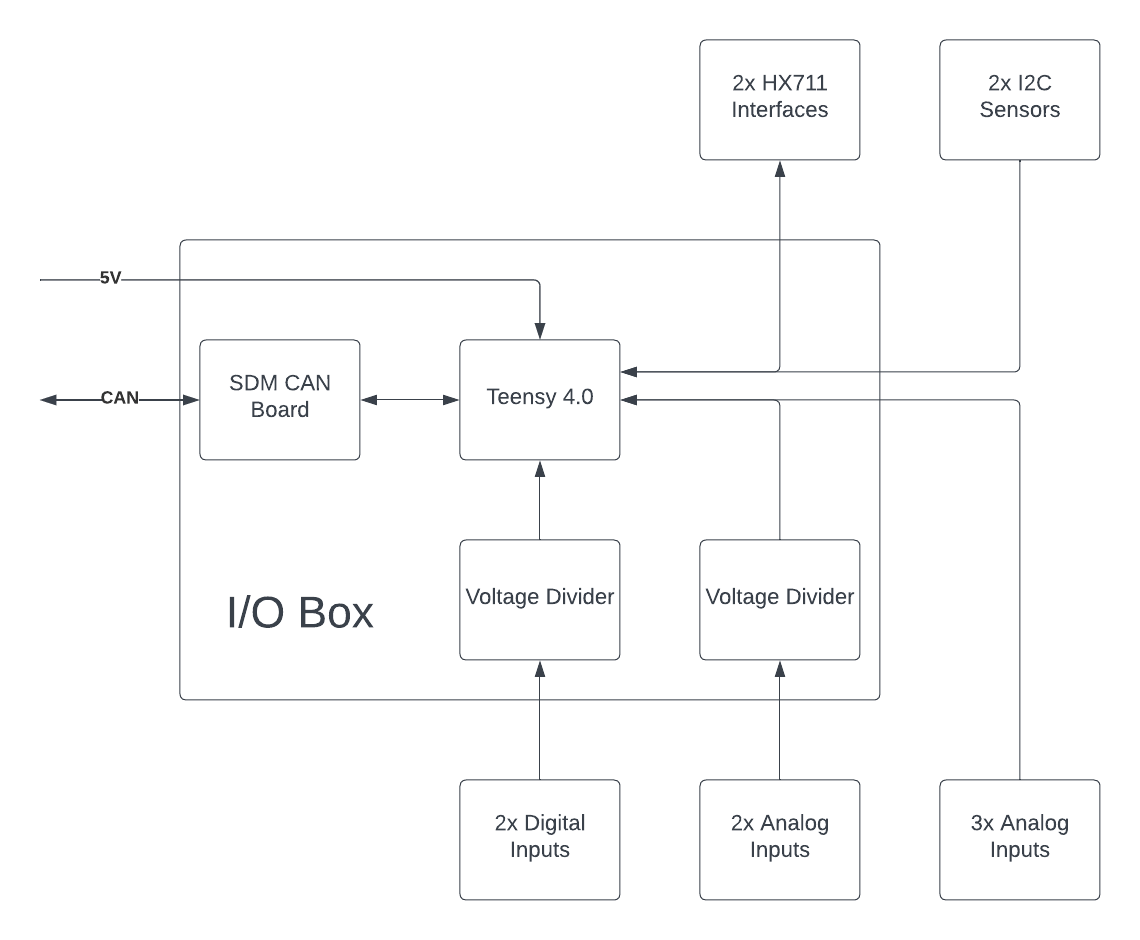 2x HX711
Interfaces
2x I2C
Sensors
5V
SDM CAN
Board
CAN
Teensy 4.0
I/O Box
Voltage Divider
Voltage Divider
2x Digital
Inputs
2x Analog
Inputs
3x Analog
Inputs